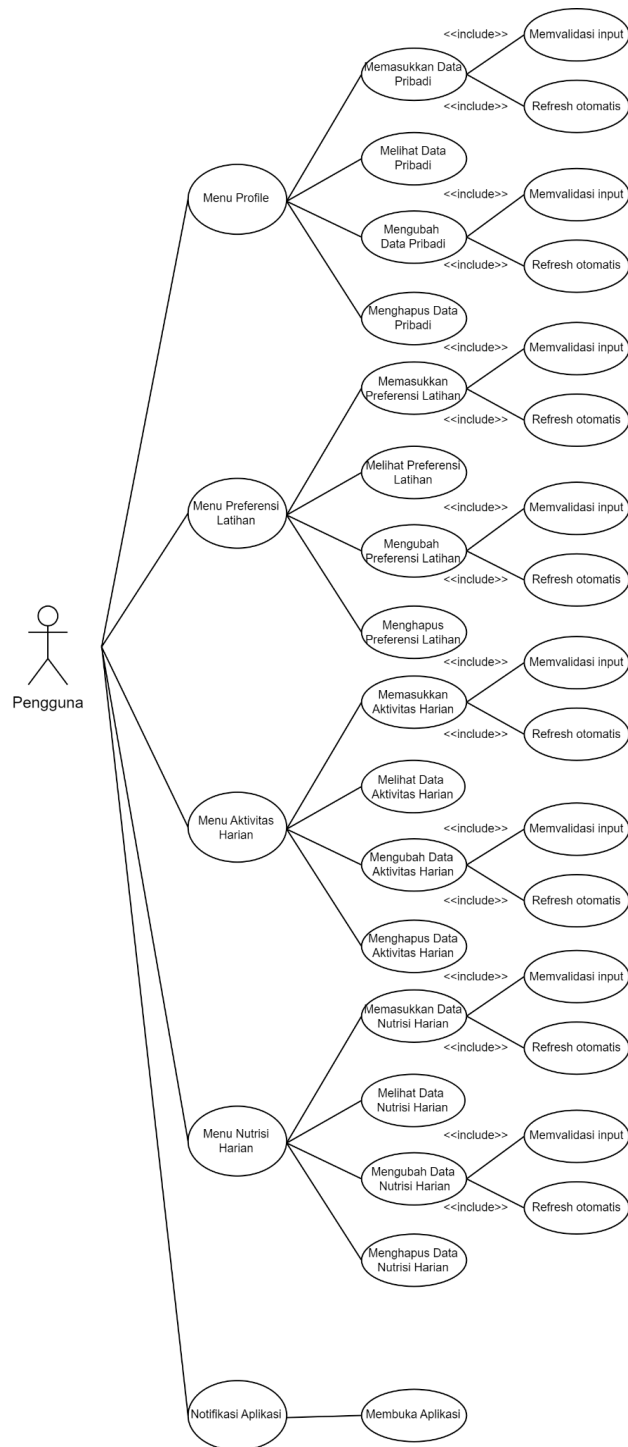 <<include>>
Memvalidasi input
Memasukkan Data
Pribadi
<<include>>
Refresh otomatis
Melihat Data
Pribadi
Menu Profile
<<include>>
Memvalidasi input
Mengubah
Data Pribadi
<<include>>
Refresh otomatis
Menghapus Data
Pribadi
<<include>>
Memvalidasi input
Memasukkan
Preferensi Latihan
<<include>>
Refresh otomatis
Melihat Preferensi
Latihan
Menu Preferensi
Latihan
<<include>>
Memvalidasi input
Mengubah
Preferensi Latihan
<<include>>
Refresh otomatis
Menghapus
Preferensi Latihan
Pengguna
<<include>>
Memvalidasi input
Memasukkan
Aktivitas Harian
<<include>>
Refresh otomatis
Melihat Data
Aktivitas Harian
Menu Aktivitas
Harian
<<include>>
Memvalidasi input
Mengubah Data
Aktivitas Harian
<<include>>
Refresh otomatis
Menghapus Data
Aktivitas Harian
<<include>>
Memvalidasi input
Memasukkan Data
Nutrisi Harian
<<include>>
Refresh otomatis
Melihat Data
Nutrisi Harian
Menu Nutrisi
Harian
<<include>>
Memvalidasi input
Mengubah Data
Nutrisi Harian
<<include>>
Refresh otomatis
Menghapus Data
Nutrisi Harian
Notifikasi Aplikasi
Membuka Aplikasi